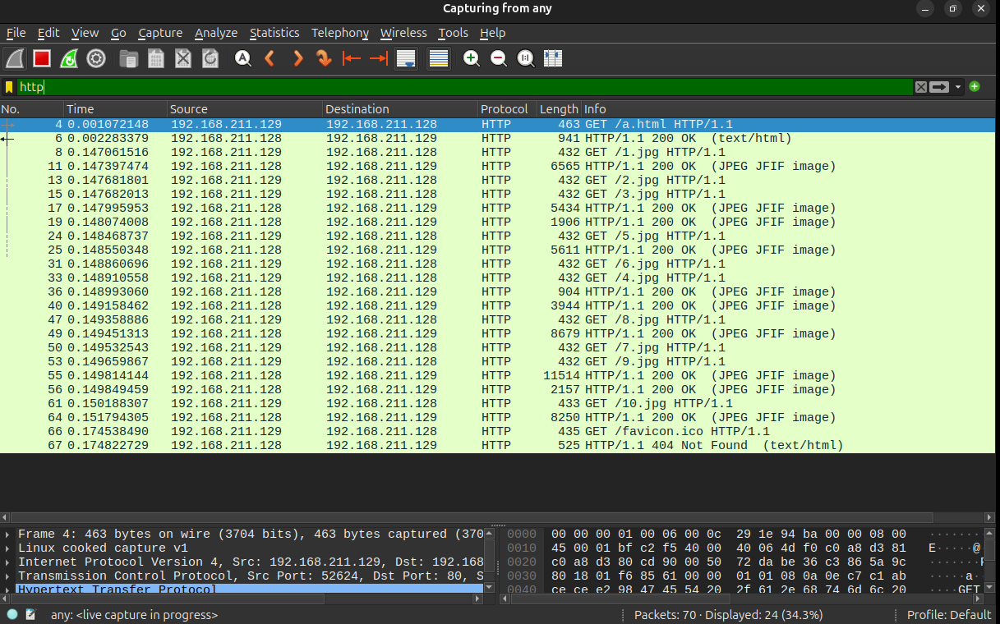 Capturing from any
File Edit View Go Capture Analyze Statistics Telephony Wireless Tools Help
http
No. Time Source Destination Protocol Length Info
4 0.001072148 192.168.211.129 192.168.211.128 HTTP 463 GET /a.html HTTP/1.1
6 0.002283379 192.168.211.128 192.168.211.129 HTTP 941 HTTP/1.1 200 OK (text/html)
8 0.147061516 192.168.211.129 192.168.211.128 HTTP 432 GET /1.jpg HTTP/1.1
11 0.147397474 192.168.211.128 192.168.211.129 HTTP 6565 HTTP/1.1 200 OK (JPEG JFIF image)
13 0.147681801 192.168.211.129 192.168.211.128 HTTP 432 GET /2.jpg HTTP/1.1
15 0.147682013 192.168.211.129 192.168.211.128 HTTP 432 GET /3.jpg HTTP/1.1
17 0.147995953 192.168.211.128 192.168.211.129 HTTP 5434 HTTP/1.1 200 OK (JPEG JFIF image)
19 0.148074008 192.168.211.128 192.168.211.129 HTTP 1906 HTTP/1.1 200 OK (JPEG JFIF image)
24 0.148468737 192.168.211.129 192.168.211.128 HTTP 432 GET /5.jpg HTTP/1.1
25 0.148550348 192.168.211.128 192.168.211.129 HTTP 5611 HTTP/1.1 200 OK (JPEG JFIF image)
31 0.148860696 192.168.211.129 192.168.211.128 HTTP 432 GET /6.jpg HTTP/1.1
33 0.148910558 192.168.211.129 192.168.211.128 HTTP 432 GET /4.jpg HTTP/1.1
36 0.148993060 192.168.211.128 192.168.211.129 HTTP 904 HTTP/1.1 200 OK (JPEG JFIF image)
40 0.149158462 192.168.211.128 192.168.211.129 HTTP 3944 HTTP/1.1 200 OK (JPEG JFIF image)
47 0.149358886 192.168.211.129 192.168.211.128 HTTP 432 GET /8.jpg HTTP/1.1
49 0.149451313 192.168.211.128 192.168.211.129 HTTP 8679 HTTP/1.1 200 OK (JPEG JFIF image)
50 0.149532543 192.168.211.129 192.168.211.128 HTTP 432 GET /7.jpg HTTP/1.1
53 0.149659867 192.168.211.129 192.168.211.128 HTTP 432 GET /9.jpg HTTP/1.1
55 0.149814144 192.168.211.128 192.168.211.129 HTTP 11514 HTTP/1.1 200 OK (JPEG JFIF image)
56 0.149849459 192.168.211.128 192.168.211.129 HTTP 2157 HTTP/1.1 200 OK (JPEG JFIF image)
61 0.150188307 192.168.211.129 192.168.211.128 HTTP 433 GET /10.jpg HTTP/1.1
64 0.151794305 192.168.211.128 192.168.211.129 HTTP 8250 HTTP/1.1 200 OK (JPEG JFIF image)
66 0.174538490 192.168.211.129 192.168.211.128 HTTP 435 GET /favicon.ico HTTP/1.1
67 0.174822729 192.168.211.128 192.168.211.129 HTTP 525 HTTP/1.1 404 Not Found (text/html)
Frame 4: 463 bytes on wire (3704 bits), 463 bytes captured (370
Linux cooked capture v1
Internet Protocol Version 4, Src: 192.168.211.129, Dst: 192.168
Transmission Control Protocol, Src Port: 52624, Dst Port: 80, S
Hypertext Transfer Protocol
0000 00 00 00 01 00 06 00 0c 29 1e 94 ba 00 00 08 00 ·······
0010 45 00 01 bf c2 f5 40 00 40 06 4d f0 c0 a8 d3 81 E·····@
0020 c0 a8 d3 80 cd 90 00 50 72 da be 36 c3 86 5a 9c ·······P
0030 80 18 01 f6 85 61 00 00 01 01 08 0a 0e c7 c1 ab ·····a·
0040 ce ce e2 98 47 45 54 20 2f 61 2e 68 74 6d 6c 20 ····GET
any: <live capture in progress>
Packets: 70 · Displayed: 24 (34.3%)
Profile: Default